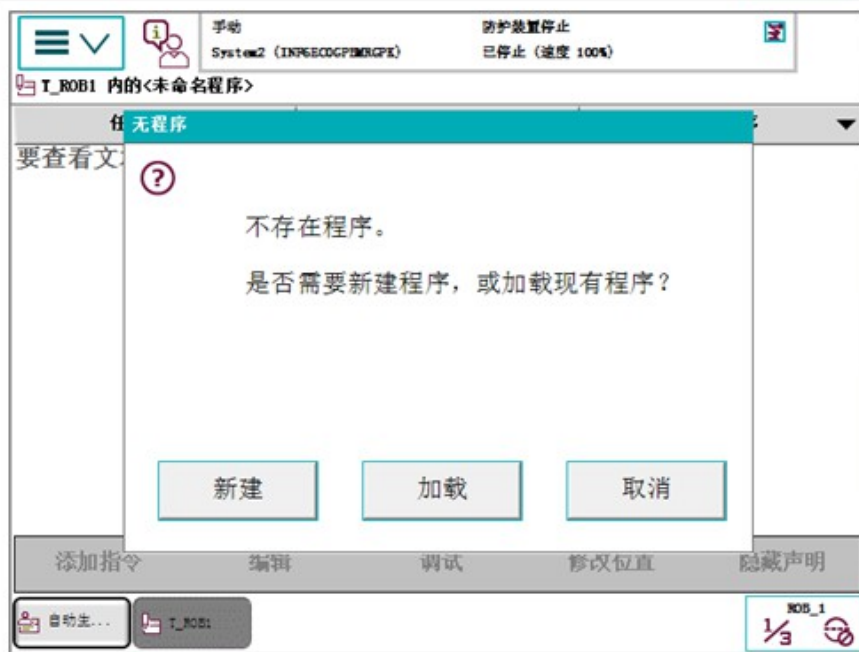 手动
防护装置停止
System2 (INF6ECOGPBMRGPK)
已停止 (速度 100%)
T_ROB1 内的<未命名程序>
无程序
要查看文
不存在程序。
是否需要新建程序，或加载现有程序?
新建
加载
取消
添加指令
编辑
调试
修改位置
隐藏声明
自动生...
T_ROB1
ROB_1
1/3